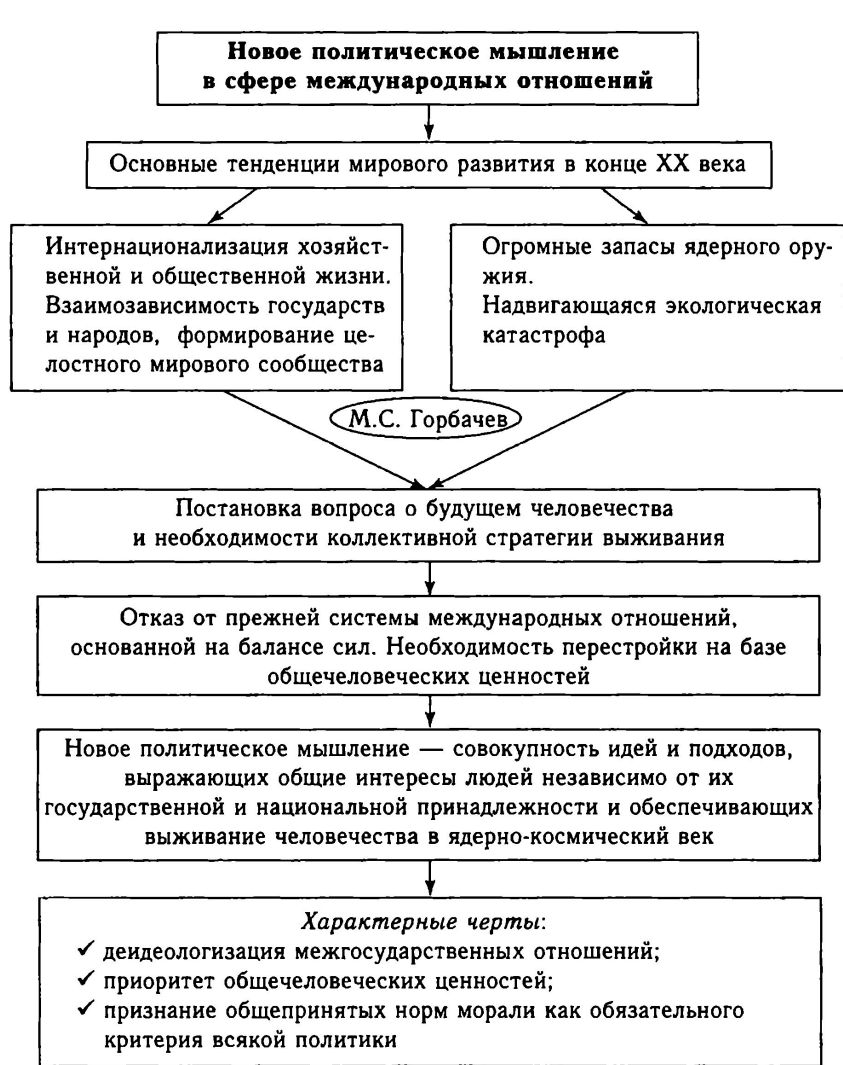 Новое политическое мышление
в сфере международных отношений
Основные тенденции мирового развития в конце XX века
Интернационализация хозяйст-
венной и общественной жизни.
Взаимозависимость государств
и народов, формирование це-
лостного мирового сообщества
Огромные запасы ядерного ору-
жия.
Надвигающаяся экологическая
катастрофа
М.С. Горбачев
Постановка вопроса о будущем человечества
и необходимости коллективной стратегии выживания
Отказ от прежней системы международных отношений,
основанной на балансе сил. Необходимость перестройки на базе
общечеловеческих ценностей
Новое политическое мышление — совокупность идей и подходов,
выражающих общие интересы людей независимо от их
государственной и национальной принадлежности и обеспечивающих
выживание человечества в ядерно-космический век
Характерные черты:
✓ деидеологизация межгосударственных отношений;
✓ приоритет общечеловеческих ценностей;
✓ признание общепринятых норм морали как обязательного
критерия всякой политики